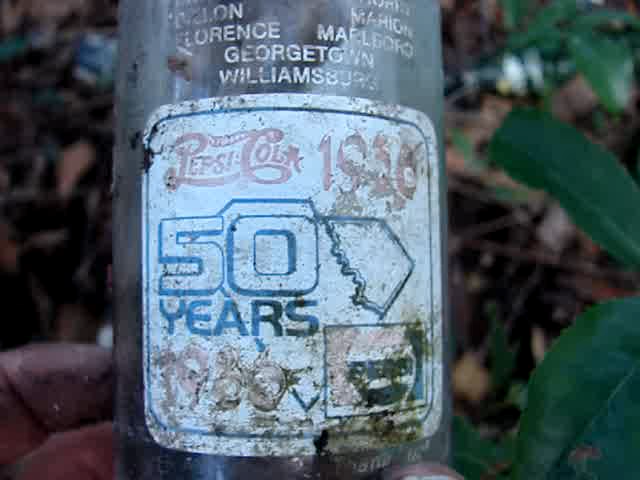 DILLON MARION
FLORENCE MARLBORO
GEORGETOWN
WILLIAMSBURG
PEPSI-COLA 1936
50
YEARS
1986